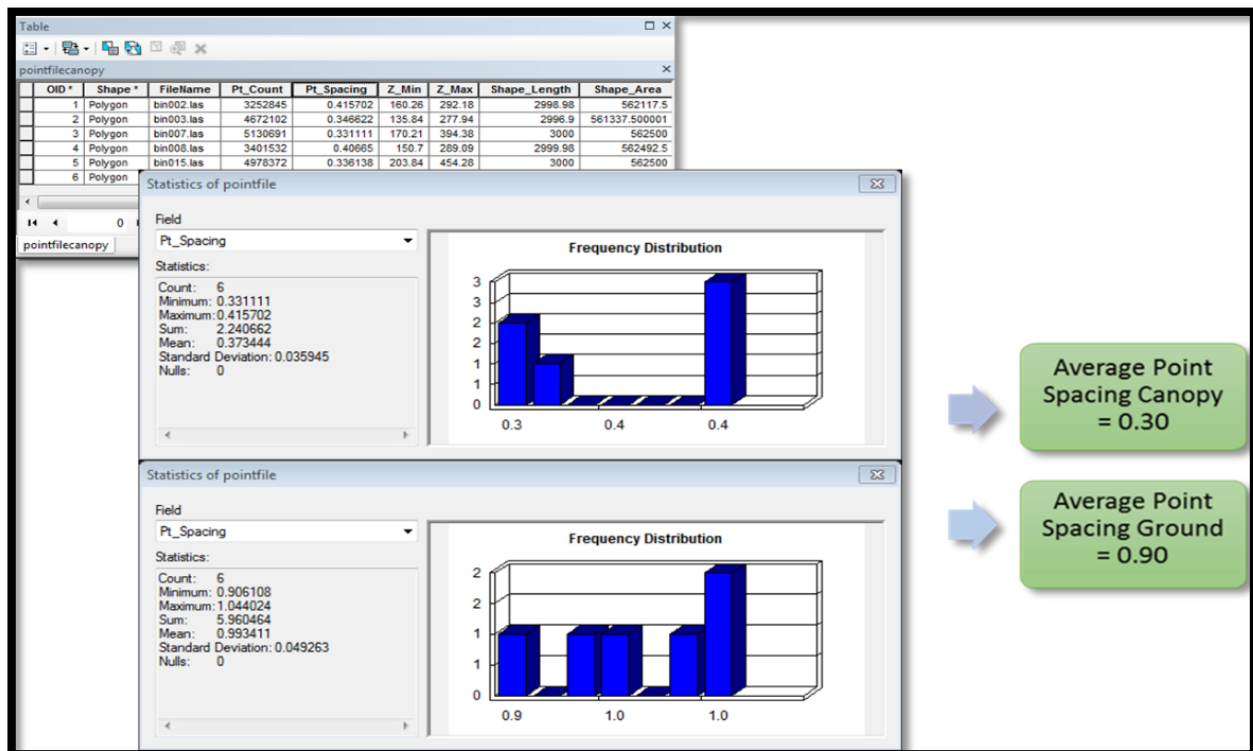 Table
pointfilecanopy
OID * Shape * FileName Pt_Count Pt_Spacing Z_Min Z_Max Shape_Length Shape_Area
1 Polygon bin002.las 3252845 0.415702 160.26 292.18 2998.98 562117.5
2 Polygon bin003.las 4672102 0.346622 135.84 277.94 2996.9 561337.500001
3 Polygon bin007.las 5130691 0.331111 170.21 394.38 3000 562500
4 Polygon bin008.las 3401532 0.40665 150.7 289.09 2999.98 562492.5
5 Polygon bin015.las 4978372 0.336138 203.84 454.28 3000 562500
6 Polygon
0
pointfilecanopy
Statistics of pointfile
Field
Pt_Spacing
Statistics:
Count: 6
Minimum: 0.331111
Maximum: 0.415702
Sum: 2.240662
Mean: 0.373444
Standard Deviation: 0.035945
Nulls: 0
Frequency Distribution
3
3
2
2
1
1
0
0.3 0.4 0.4
Average Point
Spacing Canopy
= 0.30
Statistics of pointfile
Field
Pt_Spacing
Statistics:
Count: 6
Minimum: 0.906108
Maximum: 1.044024
Sum: 5.960464
Mean: 0.993411
Standard Deviation: 0.049263
Nulls: 0
Frequency Distribution
2
2
1
1
0
0.9 1.0 1.0
Average Point
Spacing Ground
= 0.90